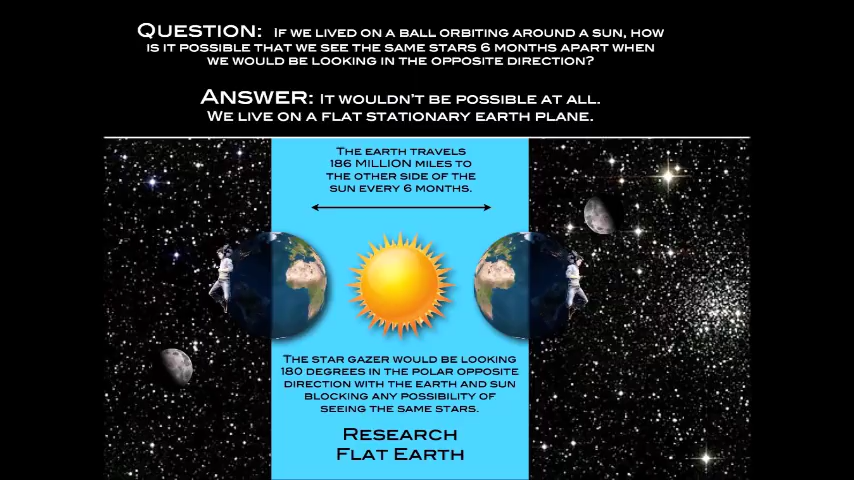 QUESTION: IF WE LIVED ON A BALL ORBITING AROUND A SUN, HOW
IS IT POSSIBLE THAT WE SEE THE SAME STARS 6 MONTHS APART WHEN
WE WOULD BE LOOKING IN THE OPPOSITE DIRECTION?
ANSWER: IT WOULDN'T BE POSSIBLE AT ALL.
WE LIVE ON A FLAT STATIONARY EARTH PLANE.
THE EARTH TRAVELS
186 MILLION MILES TO
THE OTHER SIDE OF THE
SUN EVERY 6 MONTHS.
THE STAR GAZER WOULD BE LOOKING
180 DEGREES IN THE POLAR OPPOSITE
DIRECTION WITH THE EARTH AND SUN
BLOCKING ANY POSSIBILITY OF
SEEING THE SAME STARS.
RESEARCH
FLAT EARTH